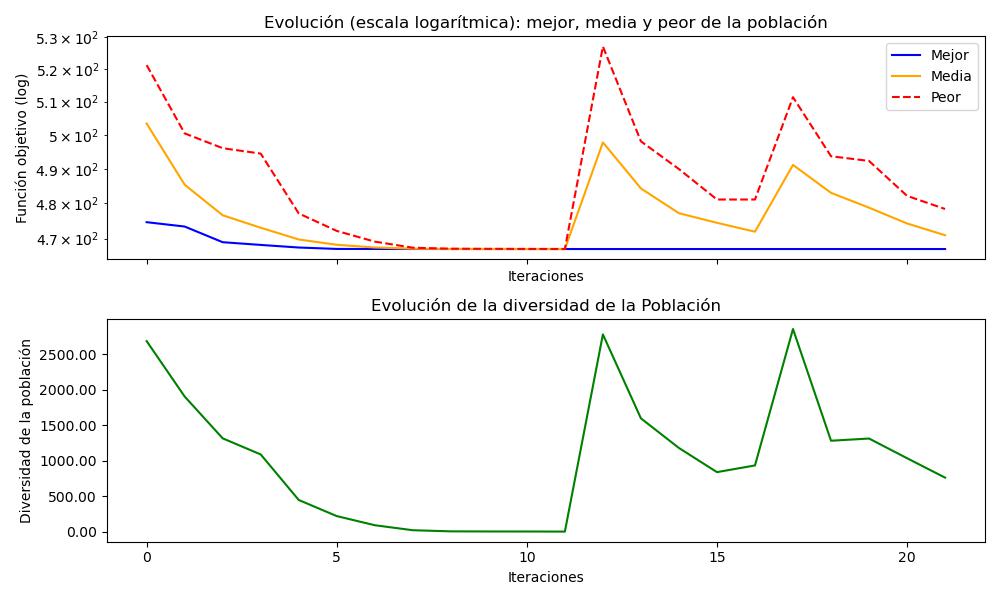 Evolución (escala logarítmica): mejor, media y peor de la población
Función objetivo (log)
5.3 × 10²
5.2 × 10²
5.1 × 10²
5 × 10²
4.9 × 10²
4.8 × 10²
4.7 × 10²
Mejor
Media
Peor
Iteraciones
Evolución de la diversidad de la Población
Diversidad de la población
2500.00
2000.00
1500.00
1000.00
500.00
0.00
0 5 10 15 20
Iteraciones